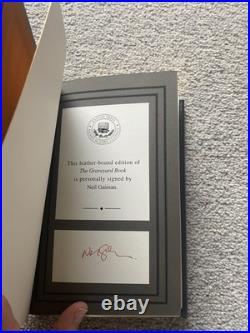 This leather-bound edition of
The Graveyard Book
is personally signed by
Neil Gaiman.